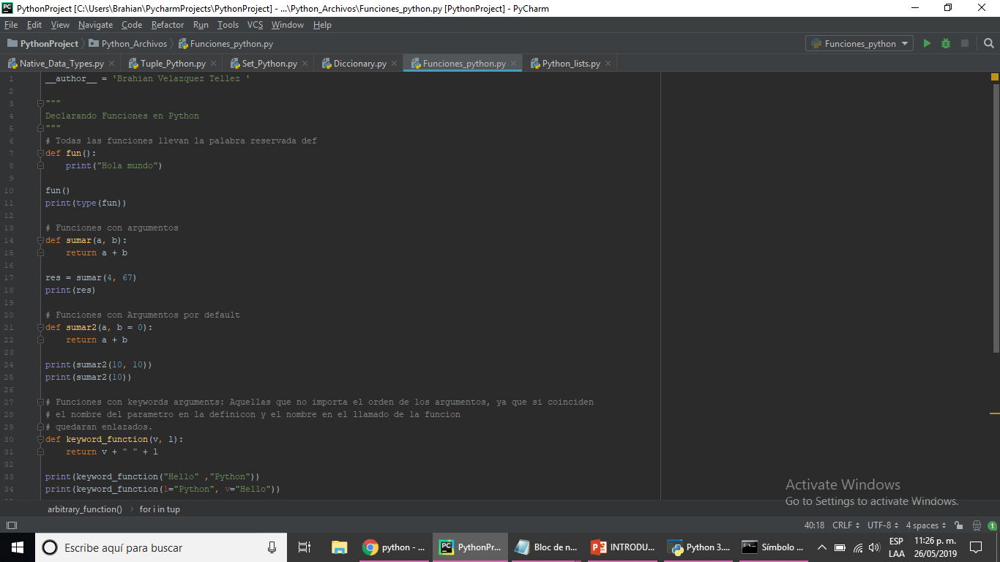 PythonProject [C:\Users\Brahian\PycharmProjects\PythonProject] - ...\Python_Archivos\Funciones_python.py [PythonProject] - PyCharm
File Edit View Navigate Code Refactor Run Tools VCS Window Help
PythonProject Python_Archivos Funciones_python.py Funciones_python
Native_Data_Types.py Tuple_Python.py Set_Python.py Diccionary.py Funciones_python.py Python_lists.py
1 __author__ = 'Brahian Velazquez Tellez '
2
3 """
4 Declarando Funciones en Python
5 """
6 # Todas las funciones llevan la palabra reservada def
7 def fun():
8 print("Hola mundo")
9
10 fun()
11 print(type(fun))
12
13 # Funciones con argumentos
14 def sumar(a, b):
15 return a + b
16
17 res = sumar(4, 67)
18 print(res)
19
20 # Funciones con Argumentos por default
21 def sumar2(a, b = 0):
22 return a + b
23
24 print(sumar2(10, 10))
25 print(sumar2(10))
26
27 # Funciones con keywords arguments: Aquellas que no importa el orden de los argumentos, ya que si coinciden
28 # el nombre del parametro en la definicon y el nombre en el llamado de la funcion
29 # quedaran enlazados.
30 def keyword_function(v, l):
31 return v + " " + l
32
33 print(keyword_function("Hello" ,"Python"))
34 print(keyword_function(l="Python", v="Hello"))
Activate Windows
Go to Settings to activate Windows.
arbitrary_function() for i in tup
40:18 CRLF UTF-8 4 spaces 1
Escribe aquí para buscar python - ... PythonPr... Bloc de n... INTRODU... Python 3.... Símbolo ... ESP LAA 11:26 p. m. 26/05/2019